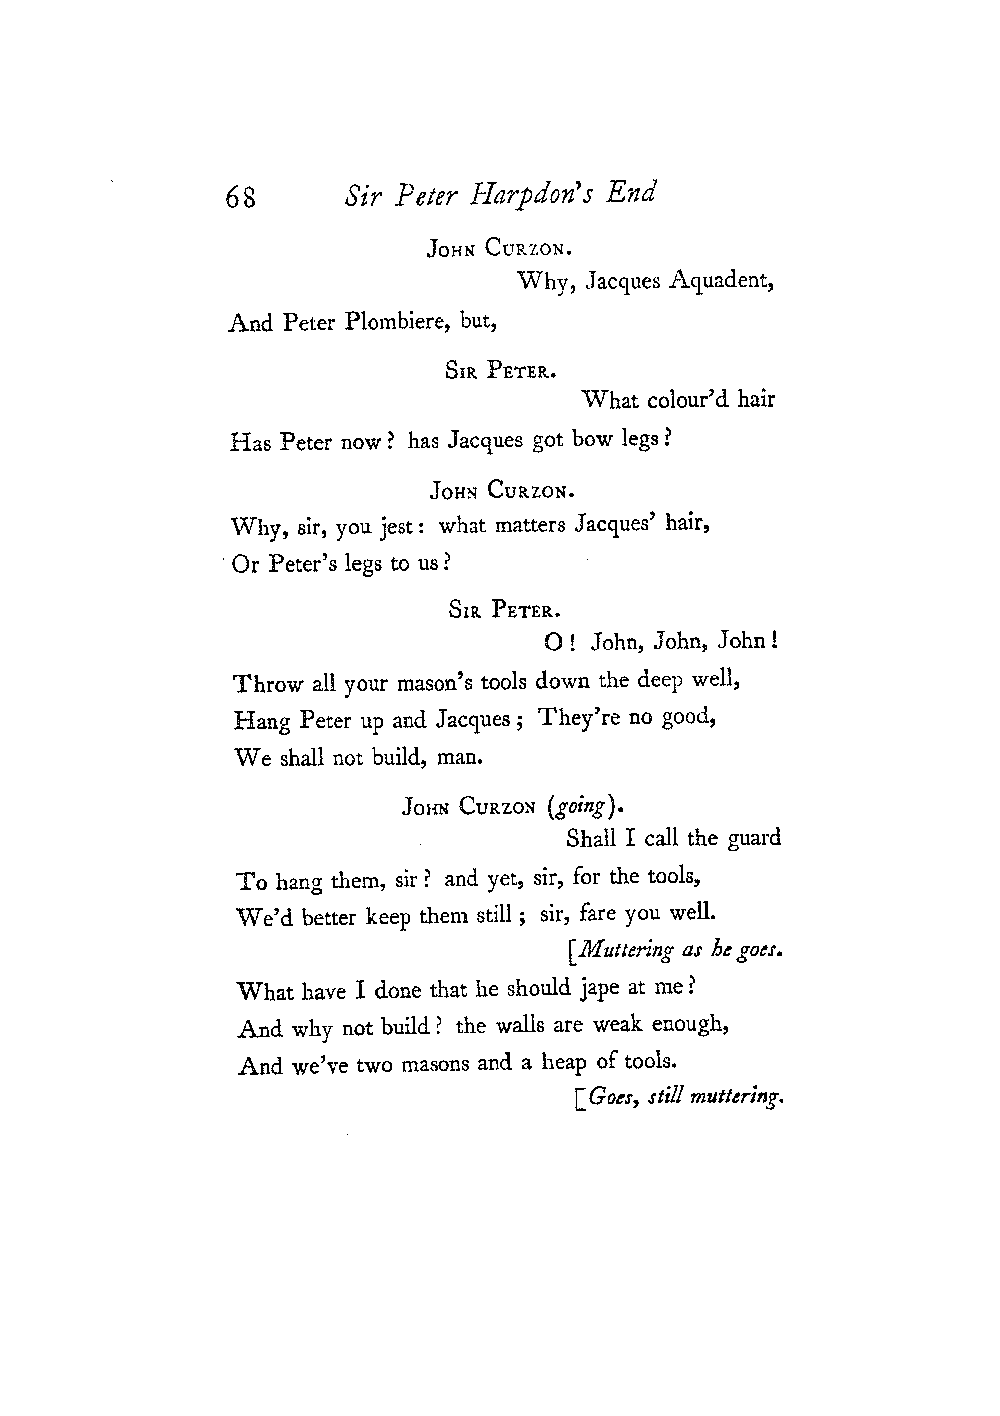 68 Sir Peter Harpdon's End
John Curzon.
Why, Jacques Aquadent,
And Peter Plombiere, but,
Sir Peter.
What colour'd hair
Has Peter now? has Jacques got bow legs?
John Curzon.
Why, sir, you jest: what matters Jacques' hair,
Or Peter's legs to us?
Sir Peter.
O! John, John, John!
Throw all your mason's tools down the deep well,
Hang Peter up and Jacques; They're no good,
We shall not build, man.
John Curzon (going).
Shall I call the guard
To hang them, sir? and yet, sir, for the tools,
We'd better keep them still; sir, fare you well.
[Muttering as he goes.
What have I done that he should jape at me?
And why not build? the walls are weak enough,
And we've two masons and a heap of tools.
[Goes, still muttering.